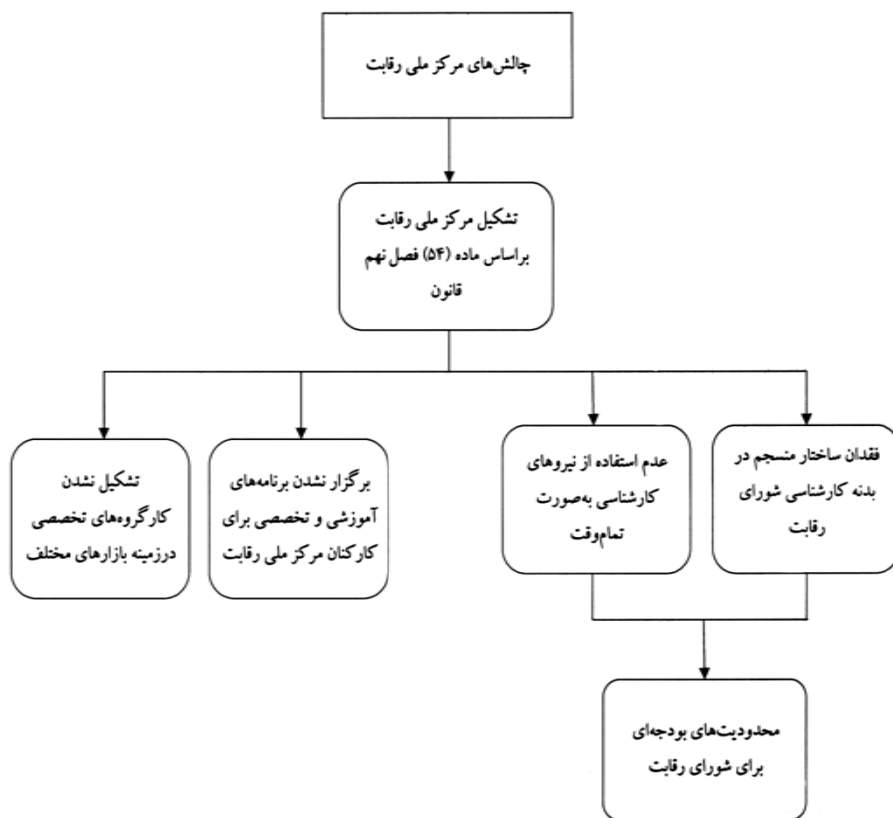 چالش‌های مرکز ملی رقابت
تشکیل مرکز ملی رقابت
براساس ماده (۵۴) فصل نهم
قانون
فقدان ساختار منسجم در
بدنه کارشناسی شورای
رقابت
عدم استفاده از نیروهای
کارشناسی به‌صورت
تمام‌وقت
برگزار نشدن برنامه‌های
آموزشی و تخصصی برای
کارکنان مرکز ملی رقابت
تشکیل نشدن
کارگروه‌های تخصصی
درزمینه بازارهای مختلف
محدودیت‌های بودجه‌ای
برای شورای رقابت